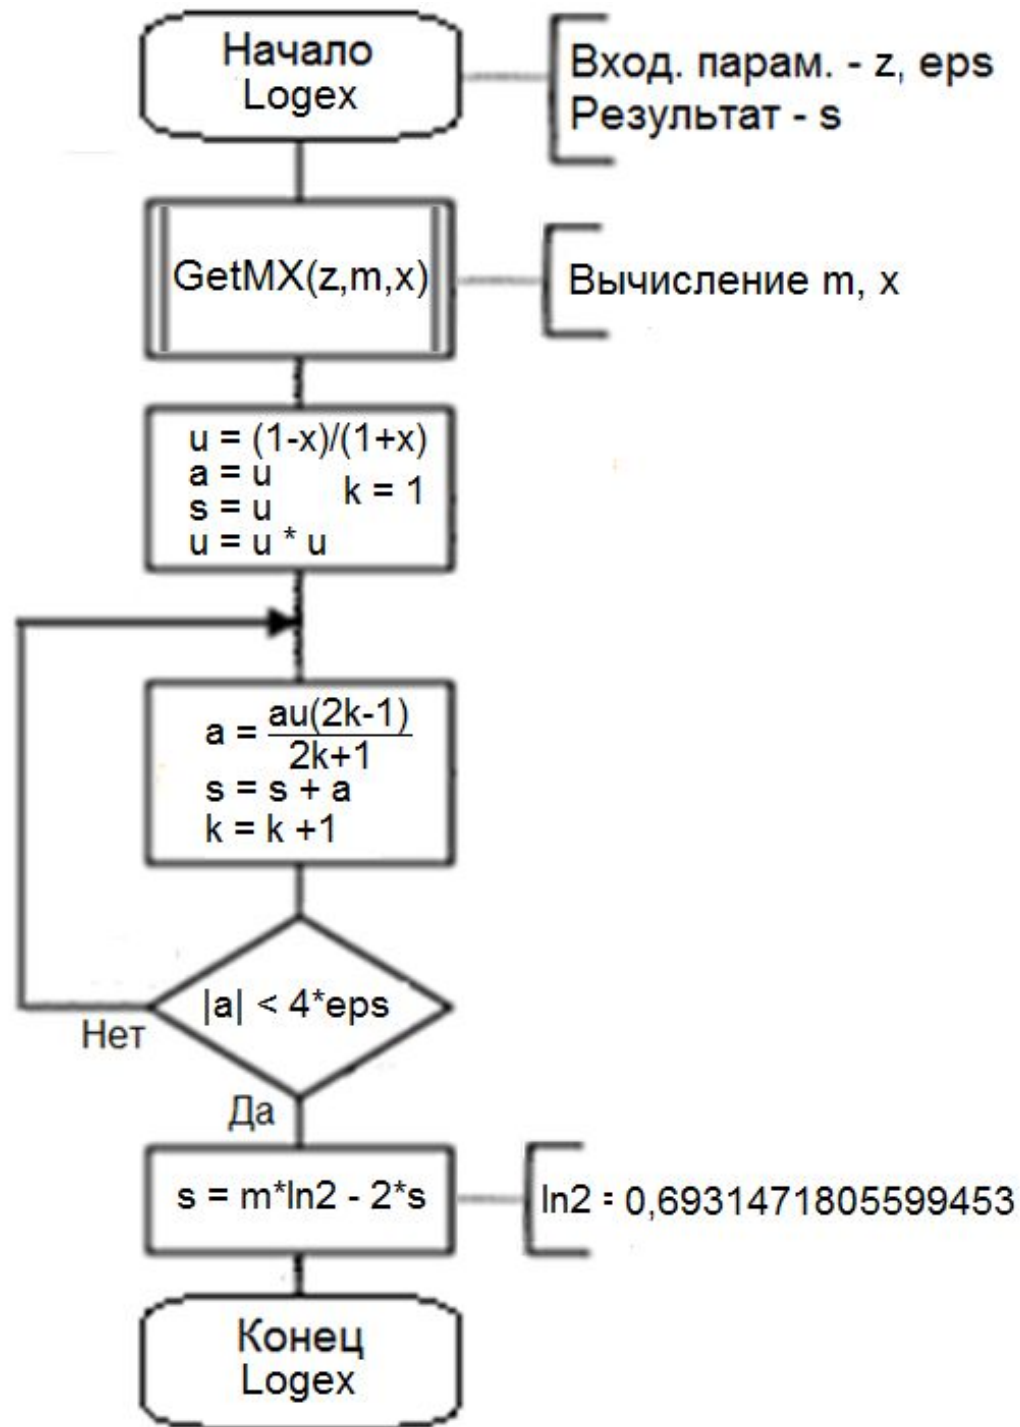 Начало
Logex
Вход. парам. - z, eps
Результат - s
GetMX(z,m,x)
Вычисление m, x
u = (1-x)/(1+x)
a = u
k = 1
s = u
u = u * u
a = au(2k-1)
2k+1
s = s + a
k = k +1
|a| < 4*eps
Нет
Да
s = m*ln2 - 2*s
ln2 = 0,6931471805599453
Конец
Logex